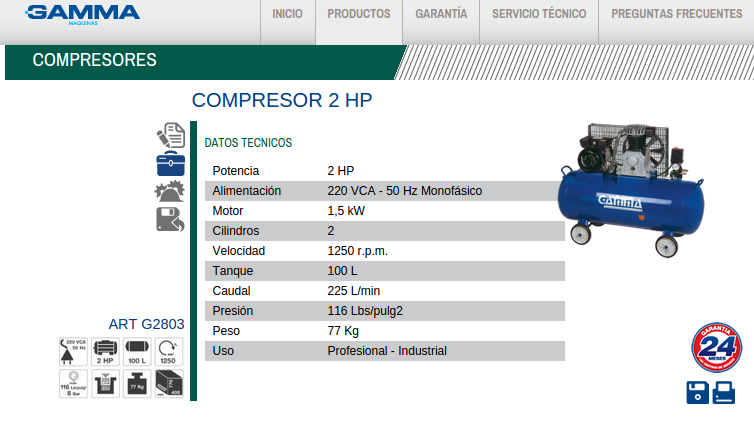 GAMMA
MAQUINAS
INICIO
PRODUCTOS
GARANTÍA
SERVICIO TÉCNICO
PREGUNTAS FRECUENTES
COMPRESORES
COMPRESOR 2 HP
DATOS TECNICOS
Potencia 2 HP
Alimentación 220 VCA - 50 Hz Monofásico
Motor 1,5 kW
Cilindros 2
Velocidad 1250 r.p.m.
Tanque 100 L
Caudal 225 L/min
Presión 116 Lbs/pulg2
Peso 77 Kg
Uso Profesional - Industrial
GAMMA
ART G2803
220 VCA
50 Hz
2 HP
100 L
1250
116 Lb/pulg2
8 Bar
225
77 Kg
400
GARANTÍA
24
MESES